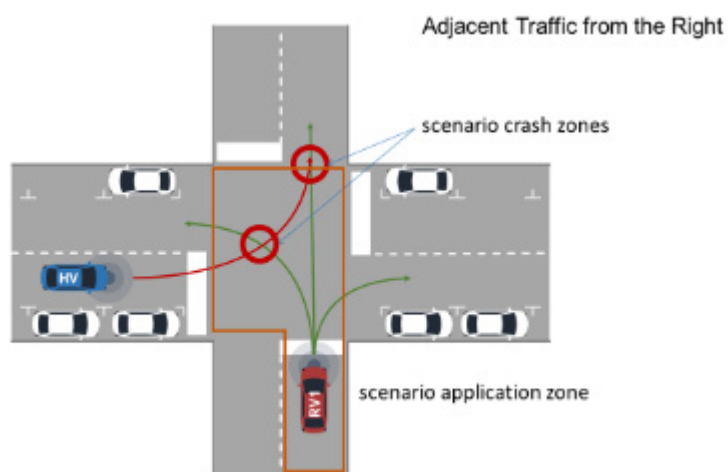 Adjacent Traffic from the Right
scenario crash zones
HV
scenario application zone
RV1